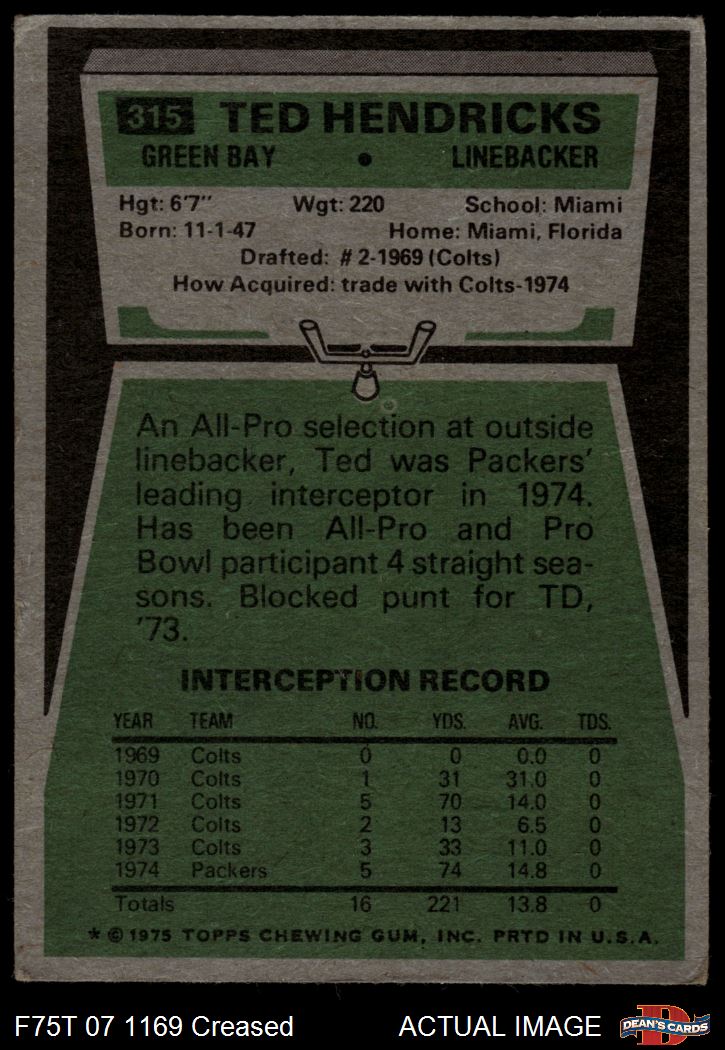 315 TED HENDRICKS
GREEN BAY • LINEBACKER
Hgt: 6'7" Wgt: 220 School: Miami
Born: 11-1-47 Home: Miami, Florida
Drafted: #2-1969 (Colts)
How Acquired: trade with Colts-1974
An All-Pro selection at outside
linebacker, Ted was Packers'
leading interceptor in 1974.
Has been All-Pro and Pro
Bowl participant 4 straight sea-
sons. Blocked punt for TD,
'73.
INTERCEPTION RECORD
YEAR TEAM NO. YDS. AVG. TDS.
1969 Colts 0 0 0.0 0
1970 Colts 1 31 31.0 0
1971 Colts 5 70 14.0 0
1972 Colts 2 13 6.5 0
1973 Colts 3 33 11.0 0
1974 Packers 5 74 14.8 0
Totals 16 221 13.8 0
* © 1975 TOPPS CHEWING GUM, INC. PRTD IN U.S.A.
F75T 07 1169 Creased ACTUAL IMAGE D DEAN'S CARDS